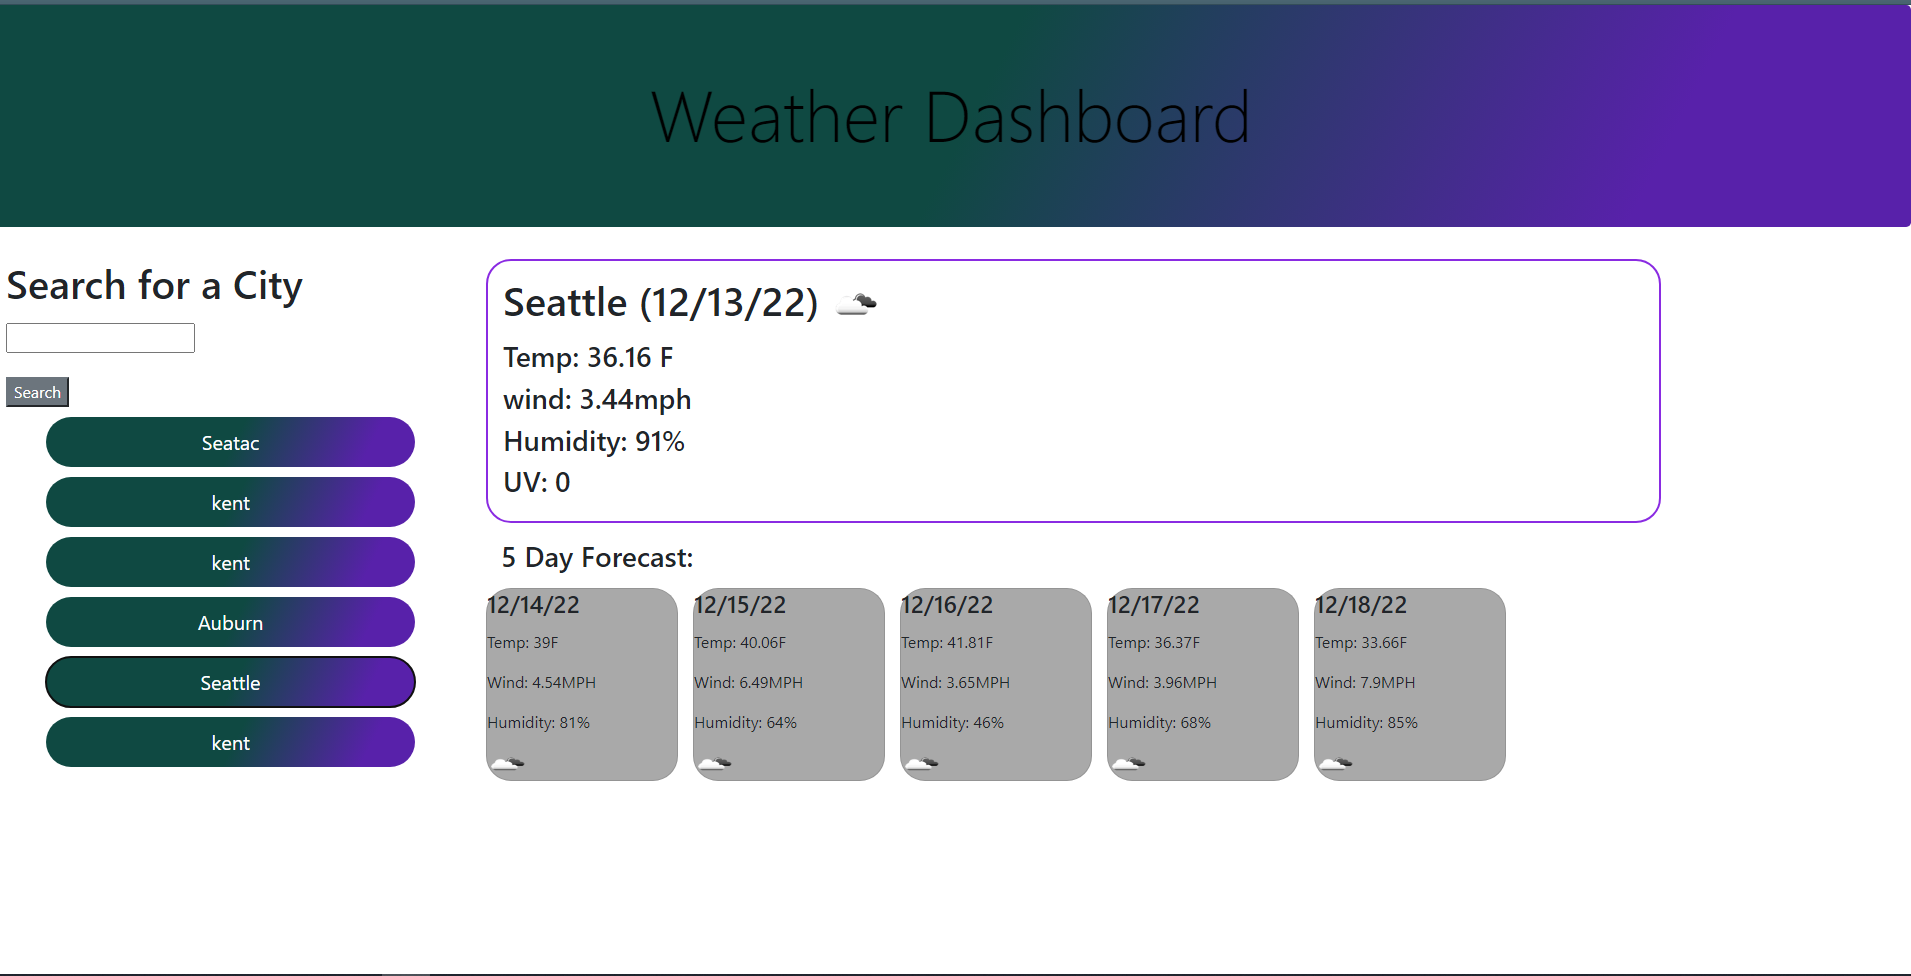 Weather Dashboard
Search for a City
Search
Seatac
kent
kent
Auburn
Seattle
kent
Seattle (12/13/22)
Temp: 36.16 F
wind: 3.44mph
Humidity: 91%
UV: 0
5 Day Forecast:
12/14/22
Temp: 39F
Wind: 4.54MPH
Humidity: 81%
12/15/22
Temp: 40.06F
Wind: 6.49MPH
Humidity: 64%
12/16/22
Temp: 41.81F
Wind: 3.65MPH
Humidity: 46%
12/17/22
Temp: 36.37F
Wind: 3.96MPH
Humidity: 68%
12/18/22
Temp: 33.66F
Wind: 7.9MPH
Humidity: 85%